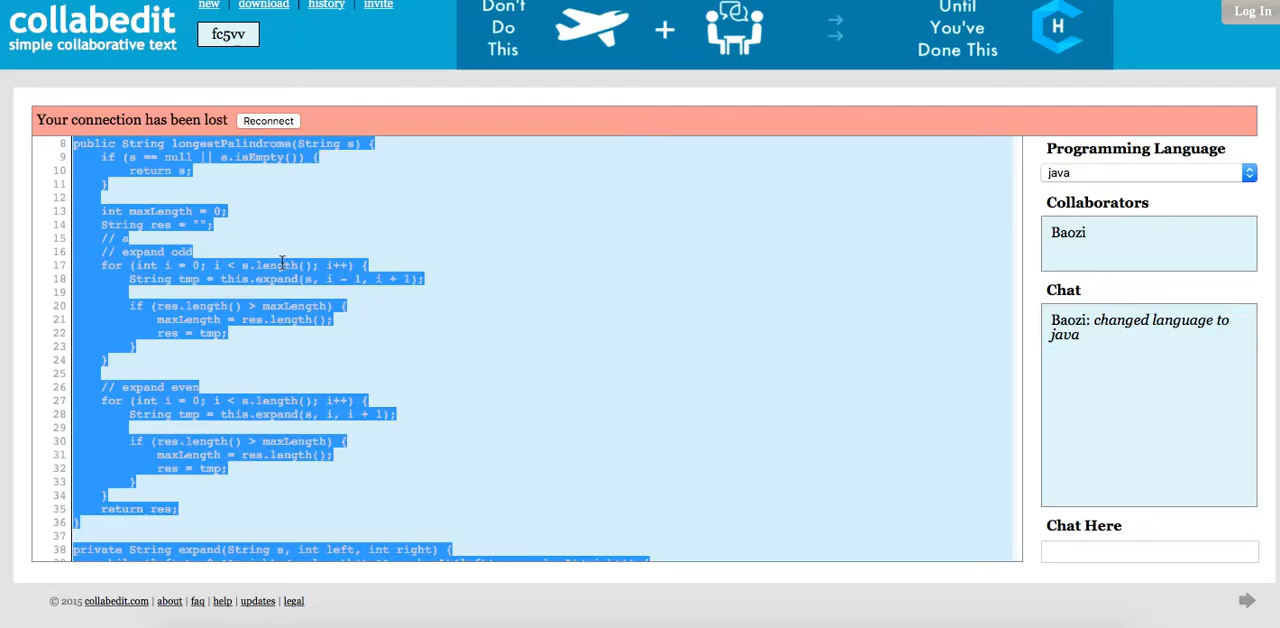 collabedit
simple collaborative text
new | download | history | invite
fc5vv
Don't
Do
This
+
Until
You've
Done This
H
Log In
Your connection has been lost Reconnect
8 public String longestPalindrome(String s) {
9 if (s == null || s.isEmpty()) {
10 return s;
11 }
12
13 int maxLength = 0;
14 String res = "";
15 // a
16 // expand odd
17 for (int i = 0; i < s.length(); i++) {
18 String tmp = this.expand(s, i - 1, i + 1);
19
20 if (res.length() > maxLength) {
21 maxLength = res.length();
22 res = tmp;
23 }
24 }
25
26 // expand even
27 for (int i = 0; i < s.length(); i++) {
28 String tmp = this.expand(s, i, i + 1);
29
30 if (res.length() > maxLength) {
31 maxLength = res.length();
32 res = tmp;
33 }
34 }
35 return res;
36 }
37
38 private String expand(String s, int left, int right) {
Programming Language
java
Collaborators
Baozi
Chat
Baozi: changed language to
java
Chat Here
© 2015 collabedit.com | about | faq | help | updates | legal